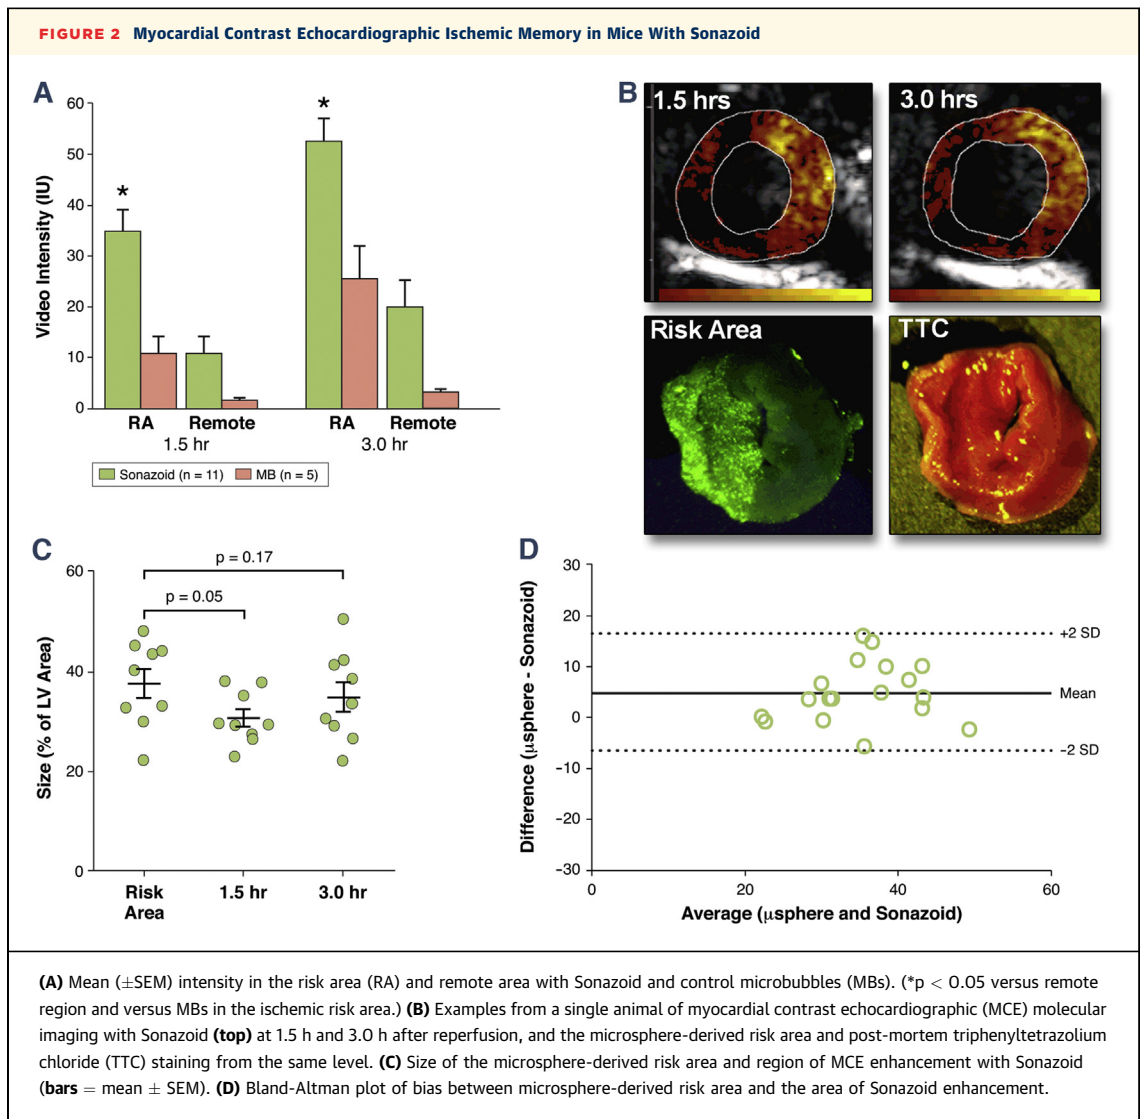 FIGURE 2 Myocardial Contrast Echocardiographic Ischemic Memory in Mice With Sonazoid
A
60
50
40
30
20
10
0
Video Intensity (IU)
*
*
RA Remote RA Remote
1.5 hr 3.0 hr
Sonazoid (n = 11) MB (n = 5)
B
1.5 hrs
3.0 hrs
Risk Area
TTC
C
60
40
20
0
Size (% of LV Area)
p = 0.17
p = 0.05
Risk Area
1.5 hr
3.0 hr
D
30
20
10
0
-10
-20
-30
Difference (µsphere - Sonazoid)
+2 SD
Mean
-2 SD
0 20 40 60
Average (µsphere and Sonazoid)
(A) Mean (±SEM) intensity in the risk area (RA) and remote area with Sonazoid and control microbubbles (MBs). (*p < 0.05 versus remote
region and versus MBs in the ischemic risk area.) (B) Examples from a single animal of myocardial contrast echocardiographic (MCE) molecular
imaging with Sonazoid (top) at 1.5 h and 3.0 h after reperfusion, and the microsphere-derived risk area and post-mortem triphenyltetrazolium
chloride (TTC) staining from the same level. (C) Size of the microsphere-derived risk area and region of MCE enhancement with Sonazoid
(bars = mean ± SEM). (D) Bland-Altman plot of bias between microsphere-derived risk area and the area of Sonazoid enhancement.